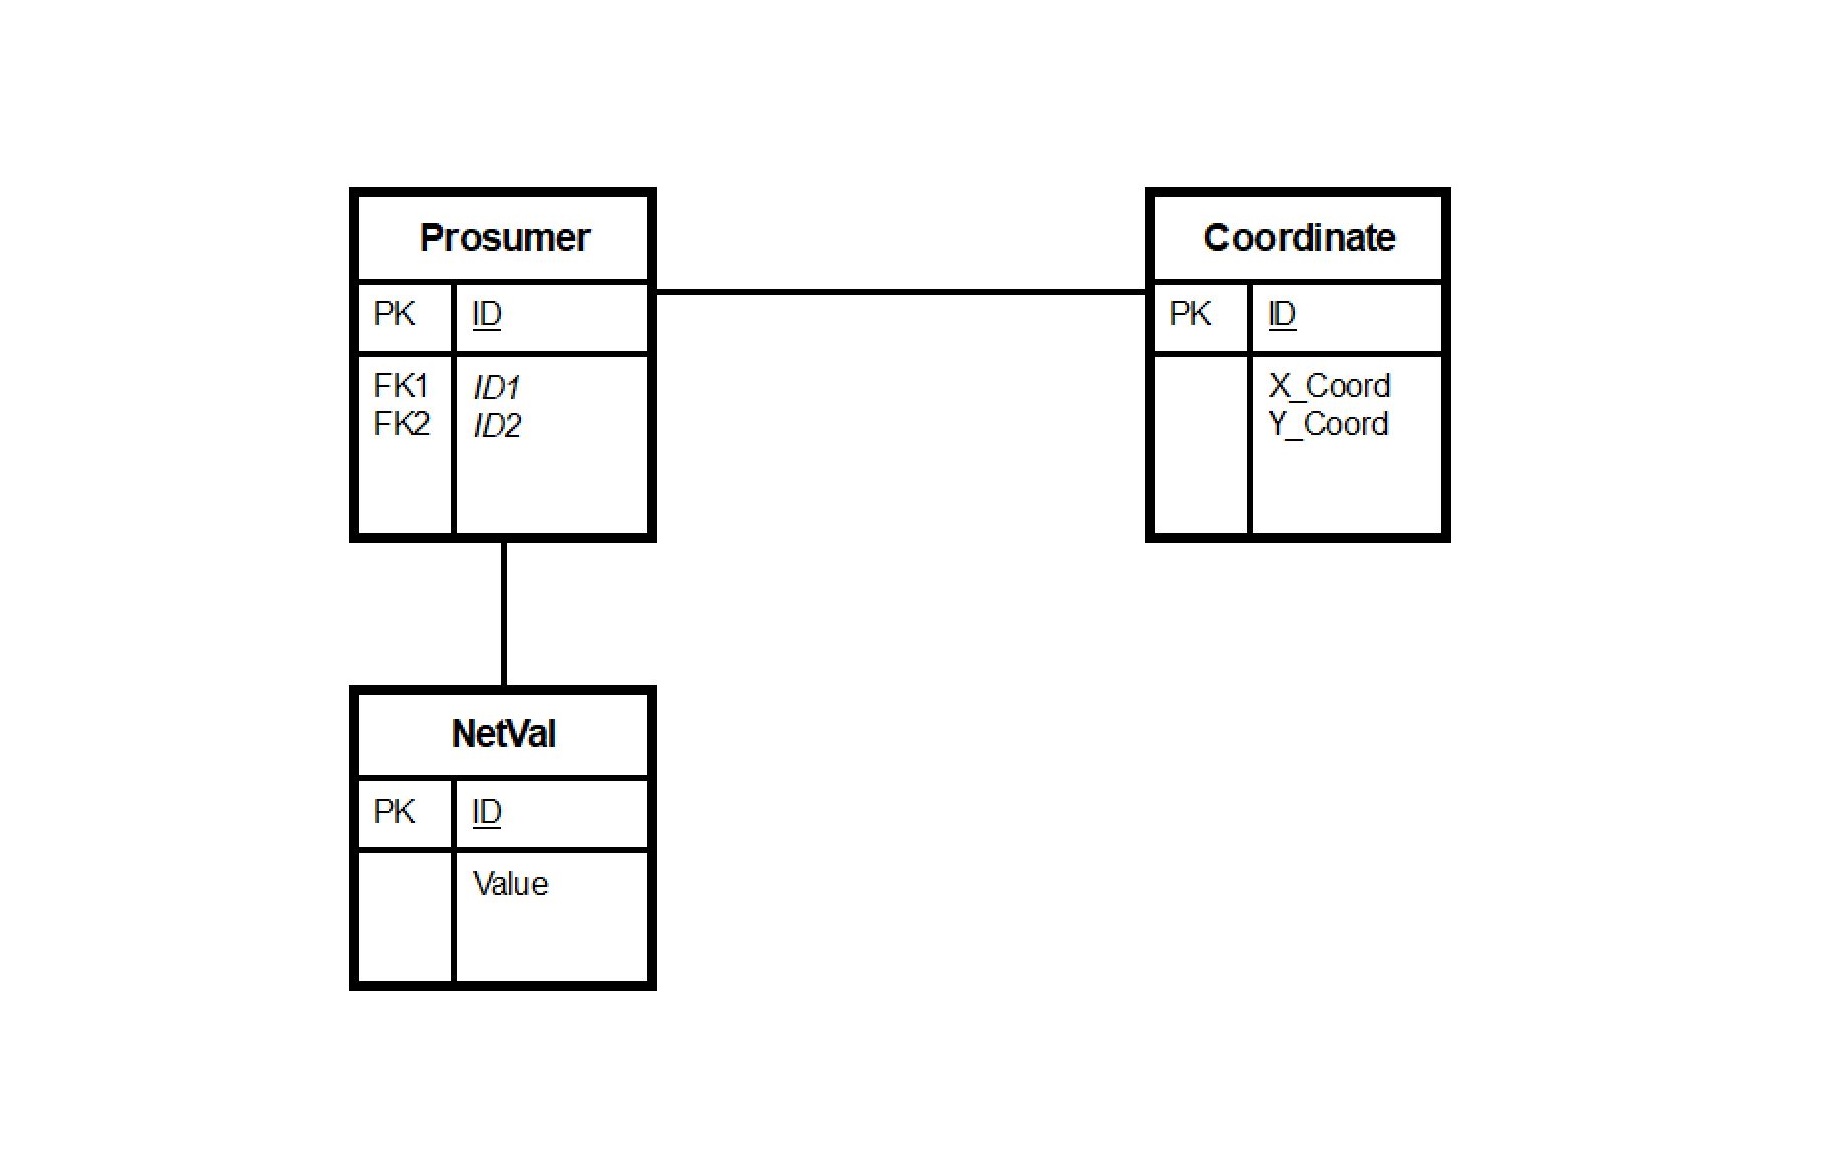 Prosumer
PK ID
FK1 ID1
FK2 ID2
Coordinate
PK ID
X_Coord
Y_Coord
NetVal
PK ID
Value